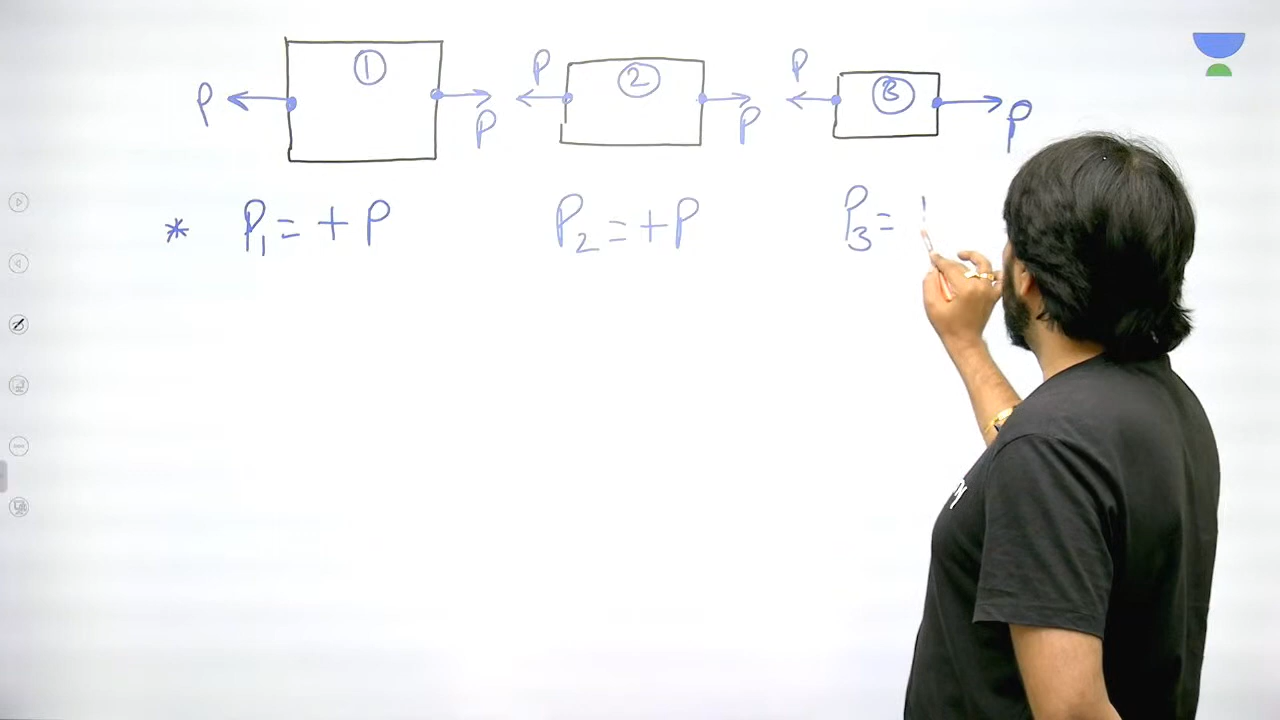 ① ② ③
P P P P P P
* P₁ = + P P₂ = + P P₃ =